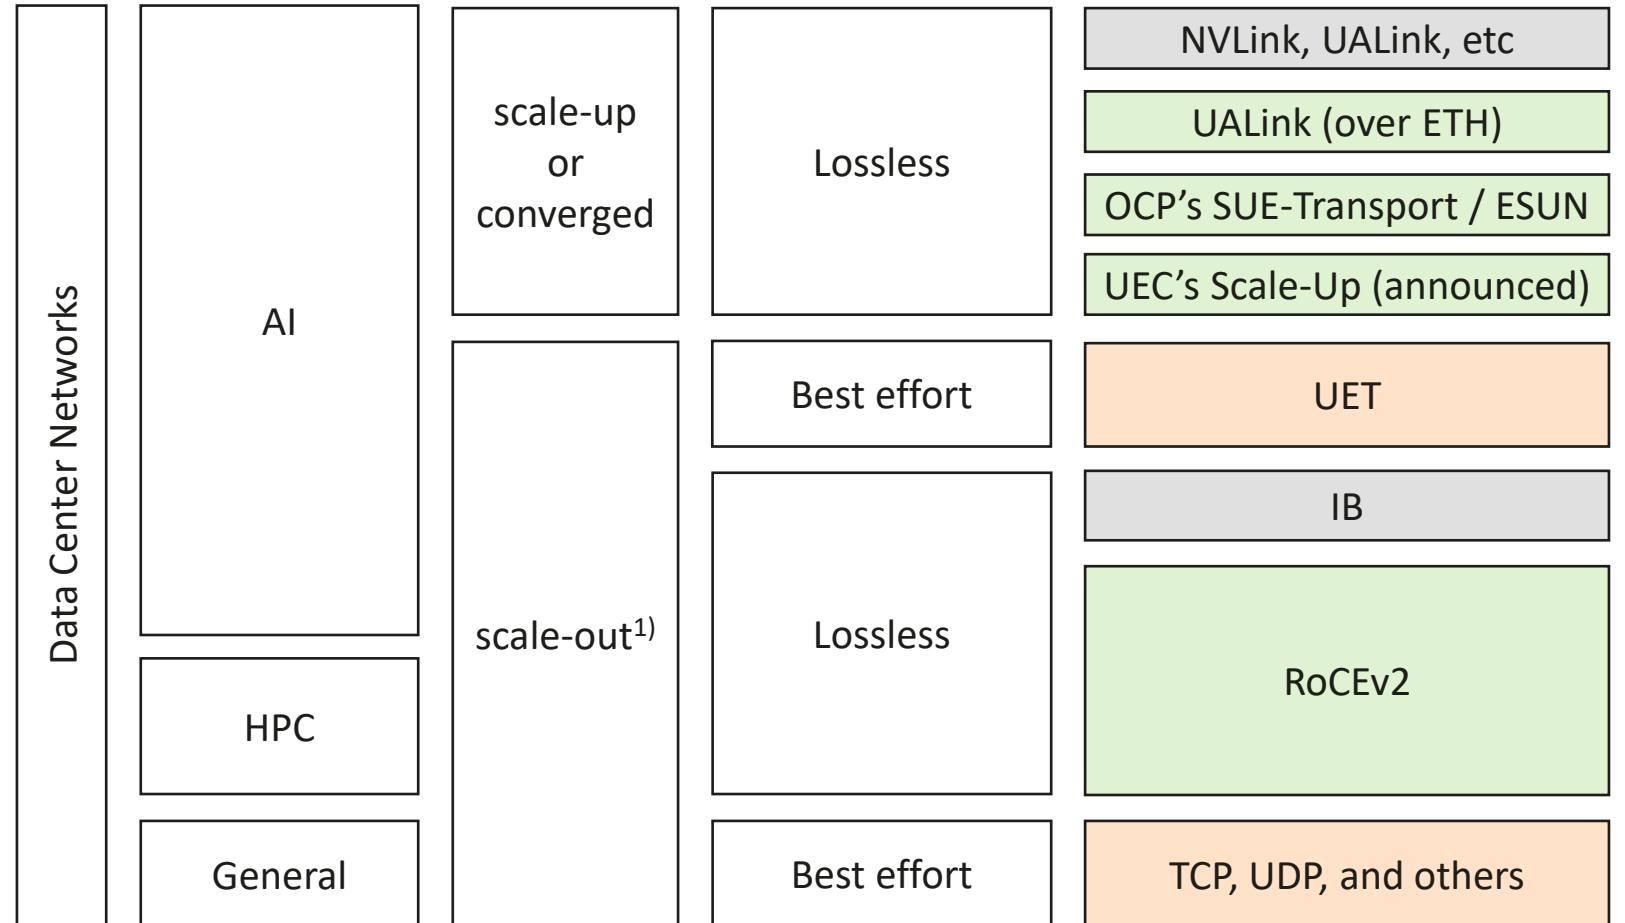 Data Center Networks
AI
HPC
General
scale-up
or
converged
scale-out1)
Lossless
Best effort
Lossless
Best effort
NVLink, UALink, etc
UALink (over ETH)
OCP’s SUE-Transport / ESUN
UEC’s Scale-Up (announced)
UET
IB
RoCEv2
TCP, UDP, and others